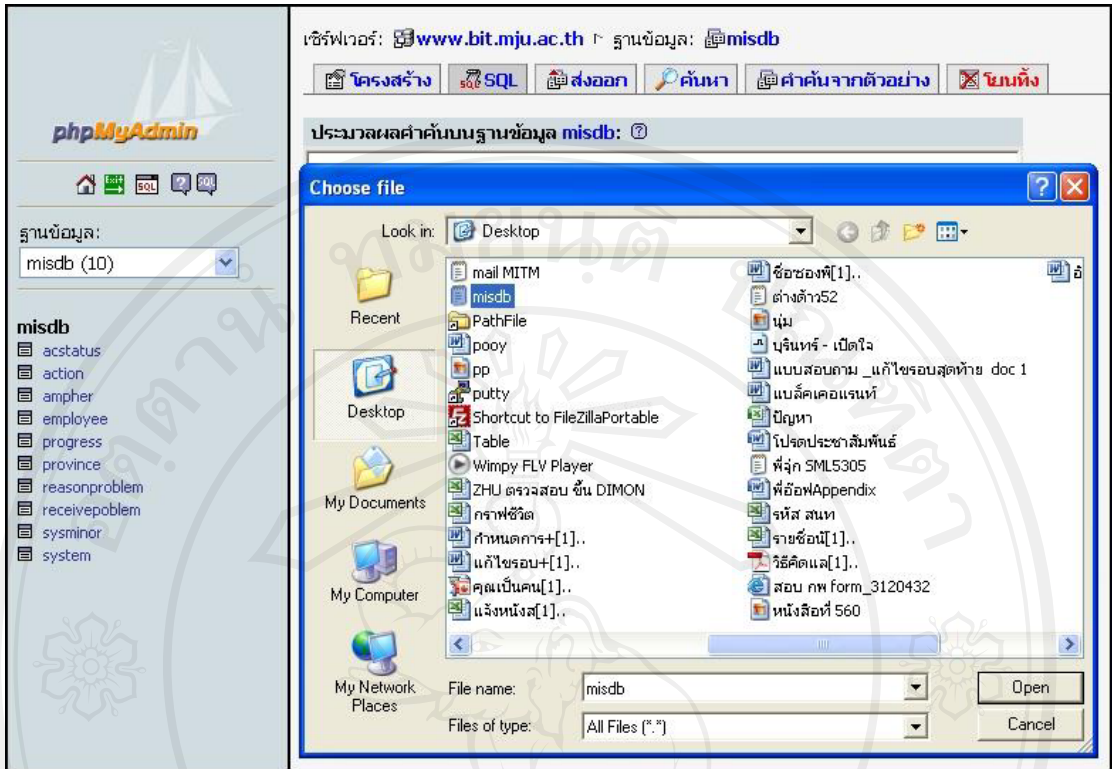 phpMyAdmin
Exit
SQL
SQL
ฐานข้อมูล:
misdb (10)
misdb
acstatus
action
ampher
employee
progress
province
reasonproblem
receivepoblem
sysminor
system
เซิร์ฟเวอร์: www.bit.mju.ac.th ฐานข้อมูล: misdb
โครงสร้าง SQL ส่งออก ค้นหา คำค้นจากตัวอย่าง โยนทิ้ง
ประมวลผลคำค้นบนฐานข้อมูล misdb:
Choose file
Look in: Desktop
Recent
Desktop
My Documents
My Computer
My Network
Places
mail MITM
misdb
PathFile
pooy
pp
putty
Shortcut to FileZillaPortable
Table
Wimpy FLV Player
ZHU ตรวจสอบ ขึ้น DIMON
กราฟชีวิต
กำหนดการ+[1]..
แก้ไขรอบ+[1]..
คุณเป็นคน[1]..
แจ้งหนังส[1]..
ชื่อซองพี่[1]..
ต่างด้าว52
นุ่ม
บุรินทร์ - เปิดใจ
แบบสอบถาม _แก้ไขรอบสุดท้าย doc 1
แบล็คเคอแรนท์
ปัญหา
โปรดประชาสัมพันธ์
พี่จุ๋ก SML5305
พี่อ๊อฟAppendix
รหัส สนท
รายชื่อนั[1]..
วิธีคิดแล[1]..
สอบ กพ form_3120432
หนังสือที่ 560
File name: misdb
Files of type: All Files (*.*)
Open
Cancel